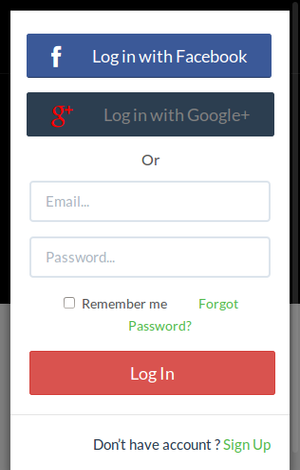 f Log in with Facebook
g+ Log in with Google+
Or
Email...
Password...
Remember me Forgot
Password?
Log In
Don't have account ? Sign Up